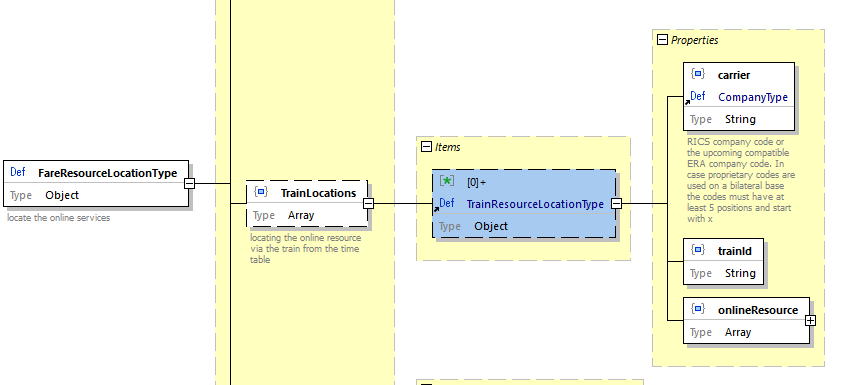 Def FareResourceLocationType
Type Object
locate the online services
TrainLocations
Type Array
locating the online resource
via the train from the time
table
Items
[0]+
Def TrainResourceLocationType
Type Object
Properties
carrier
Def CompanyType
Type String
RICS company code or
the upcoming compatible
ERA company code. In
case proprietary codes are
used on a bilateral base
the codes must have at
least 5 positions and start
with x
trainId
Type String
onlineResource
Type Array